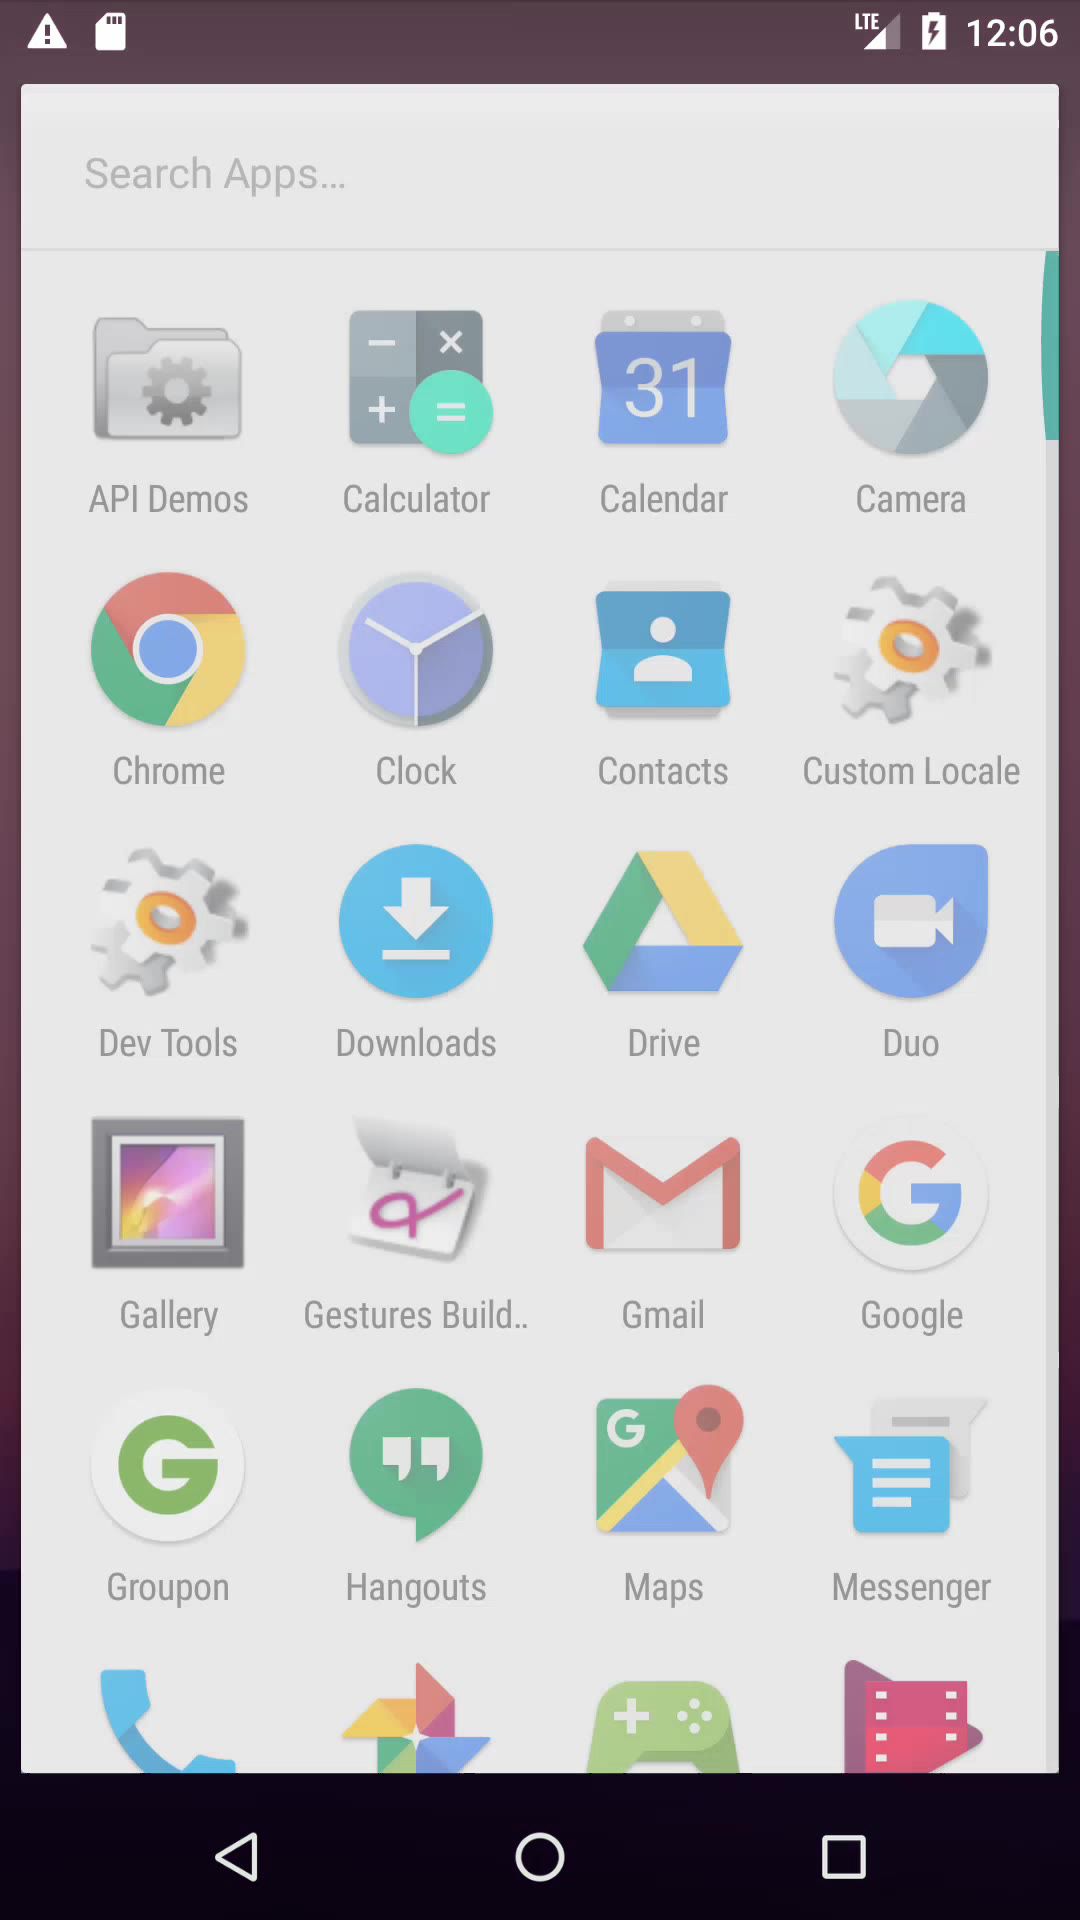 LTE 12:06
Search Apps...
31
API Demos Calculator Calendar Camera
Chrome Clock Contacts Custom Locale
Dev Tools Downloads Drive Duo
Gallery Gestures Build.. Gmail Google
Groupon Hangouts Maps Messenger